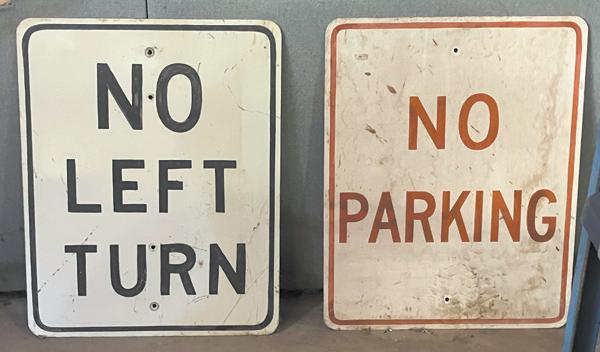 NO
LEFT
TURN
NO
PARKING